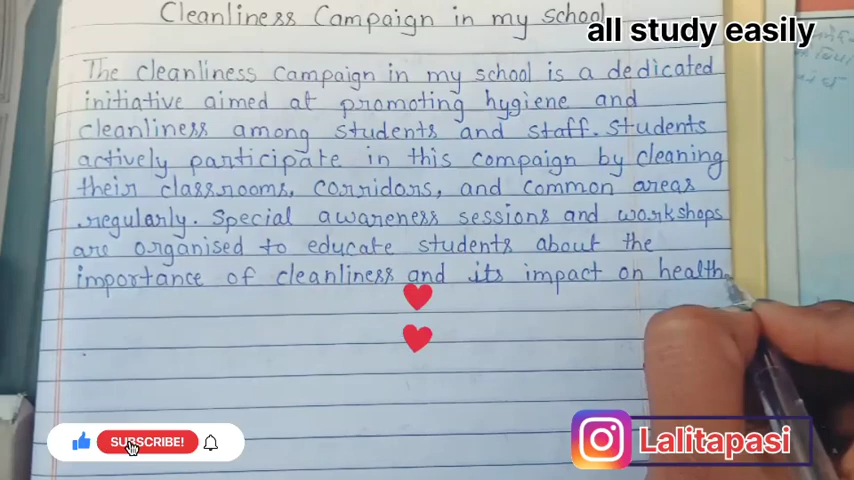 Cleanliness Campaign in my school
all study easily
The cleanliness campaign in my school is a dedicated
initiative aimed at promoting hygiene and
cleanliness among students and staff. Students
actively participate in this campaign by cleaning
their classrooms, corridors, and common areas
regularly. Special awareness sessions and workshops
are organised to educate students about the
importance of cleanliness and its impact on health.
SUBSCRIBE!
Lalitapasi